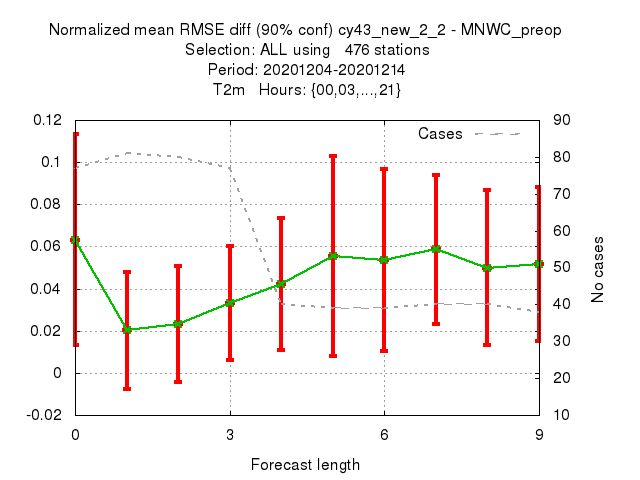 Normalized mean RMSE diff (90% conf) cy43_new_2_2 - MNWC_preop
Selection: ALL using   476 stations
Period: 20201204-20201214
T2m   Hours: {00,03,...,21}
Cases
0.12
0.1
0.08
0.06
0.04
0.02
0
-0.02
90
80
70
60
50
40
30
20
10
No cases
0 3 6 9
Forecast length